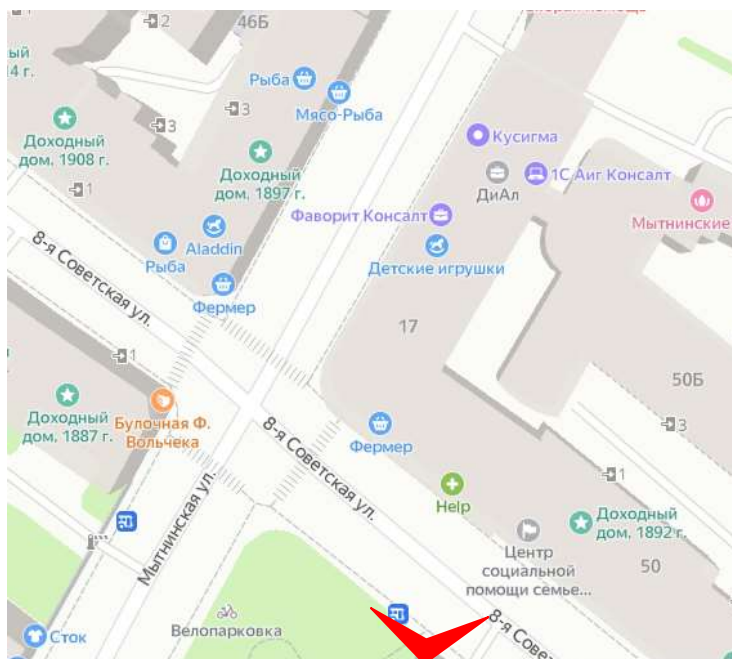 2
46Б
ый
4 г.
Рыба
3
Мясо-Рыба
3
Доходный
дом, 1908 г.
Доходный
дом, 1897 г.
1
Кусигма
ДиАл
1С Аиг Консалт
Фаворит Консалт
Мытнинские
Aladdin
Рыба
Детские игрушки
8-я Советская ул.
Фермер
17
1
50Б
Доходный
дом, 1887 г.
Булочная Ф.
Вольчека
3
Фермер
8-я Советская ул.
1
Help
Доходный
дом, 1892 г.
Мытнинская ул.
Центр
социальной
помощи семье...
50
Велопарковка
8-я Сове
Сток